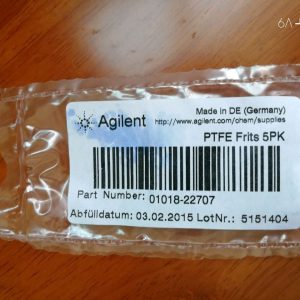 Made in DE (Germany)
Agilent http://www.agilent.com/chem/supplies
PTFE Frits 5PK
Part Number: 01018-22707
Abfülldatum: 03.02.2015 LotNr.: 5151404